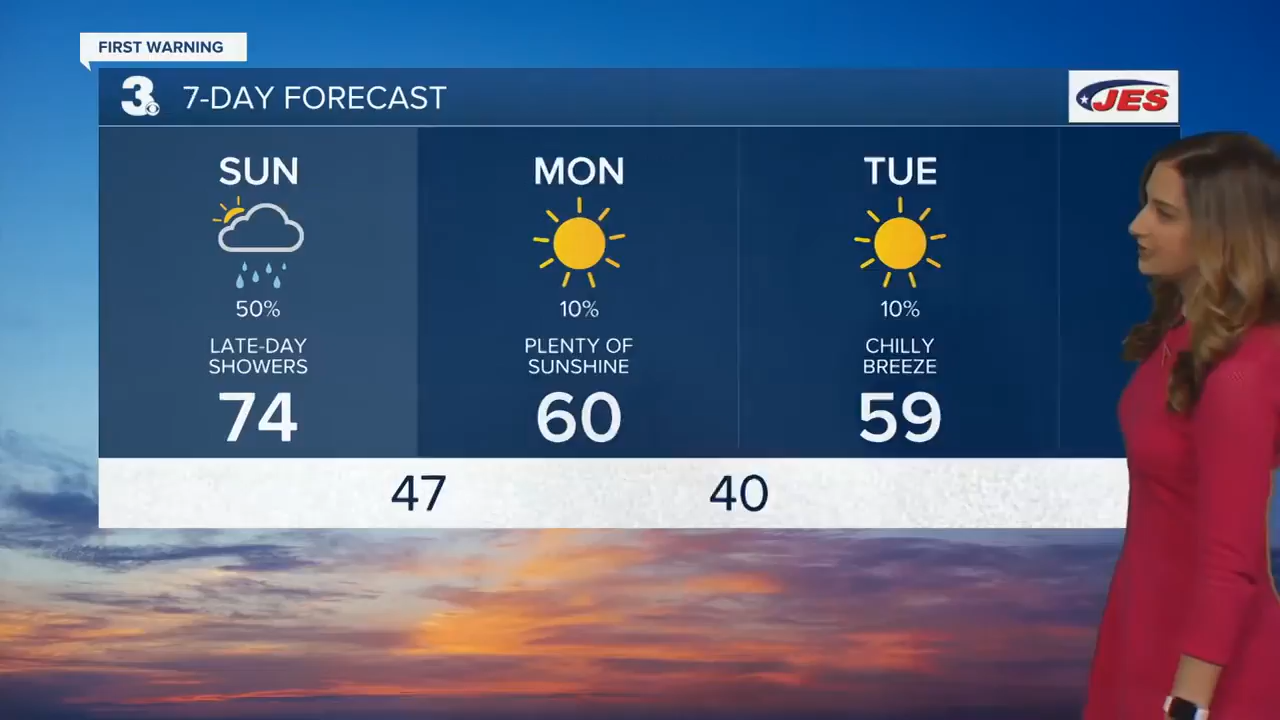 FIRST WARNING
3 7-DAY FORECAST
JES
SUN
MON
TUE
50%
10%
10%
LATE-DAY
SHOWERS
PLENTY OF
SUNSHINE
CHILLY
BREEZE
74
60
59
47
40